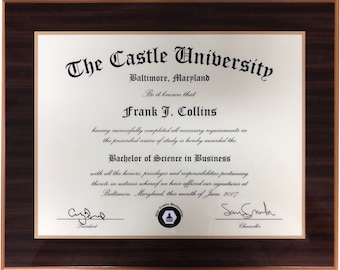 The Castle University
Baltimore, Maryland
Be it known that
Frank J. Collins
having successfully completed all necessary requirements in
the prescribed course of study is hereby awarded the
Bachelor of Science in Business
with all the honors, privileges and responsibilities pertaining
thereto in witness whereof we have affixed our signatures at
Baltimore, Maryland, this month of June, 2007
President
Chancellor